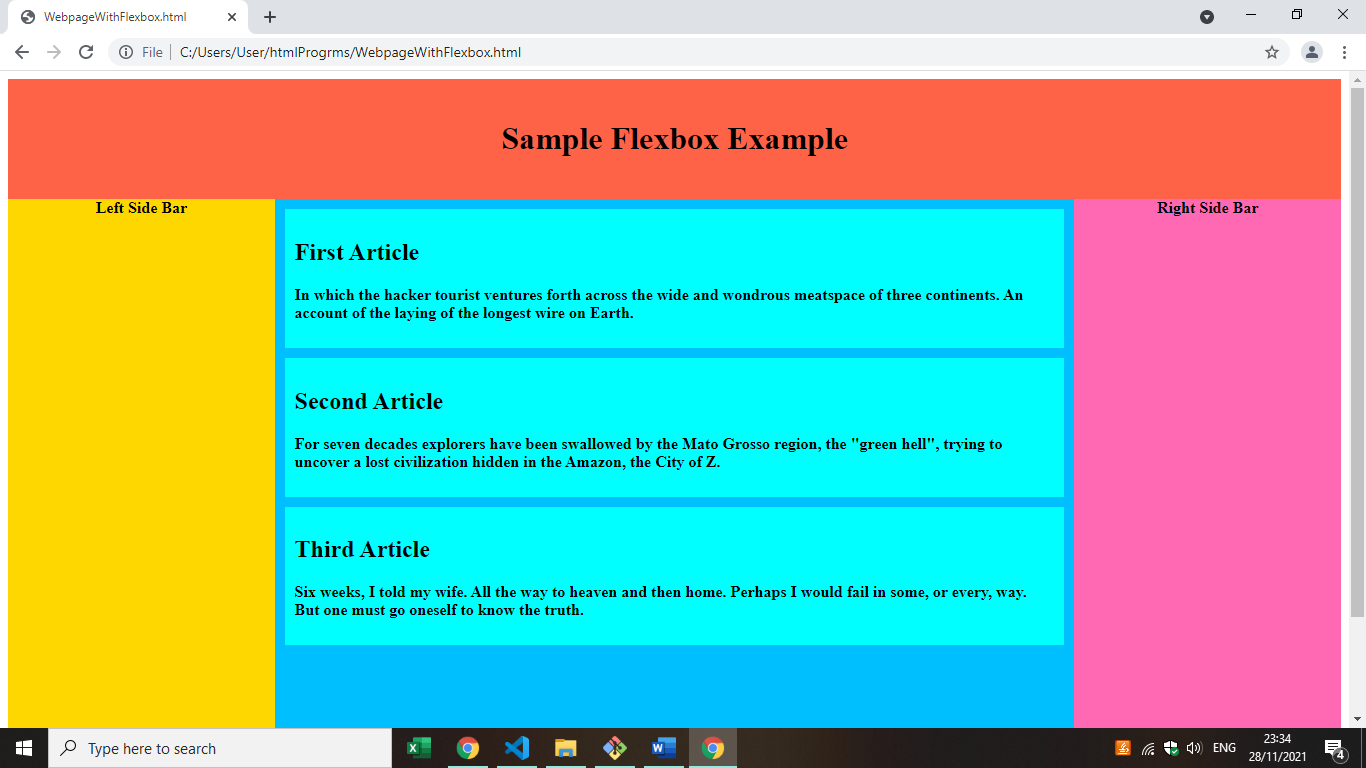 WebpageWithFlexbox.html
File
C:/Users/User/htmlProgrms/WebpageWithFlexbox.html
Sample Flexbox Example
Left Side Bar
First Article
In which the hacker tourist ventures forth across the wide and wondrous meatspace of three continents. An
account of the laying of the longest wire on Earth.
Second Article
For seven decades explorers have been swallowed by the Mato Grosso region, the "green hell", trying to
uncover a lost civilization hidden in the Amazon, the City of Z.
Third Article
Six weeks, I told my wife. All the way to heaven and then home. Perhaps I would fail in some, or every, way.
But one must go oneself to know the truth.
Right Side Bar
Type here to search
ENG
23:34
28/11/2021
4